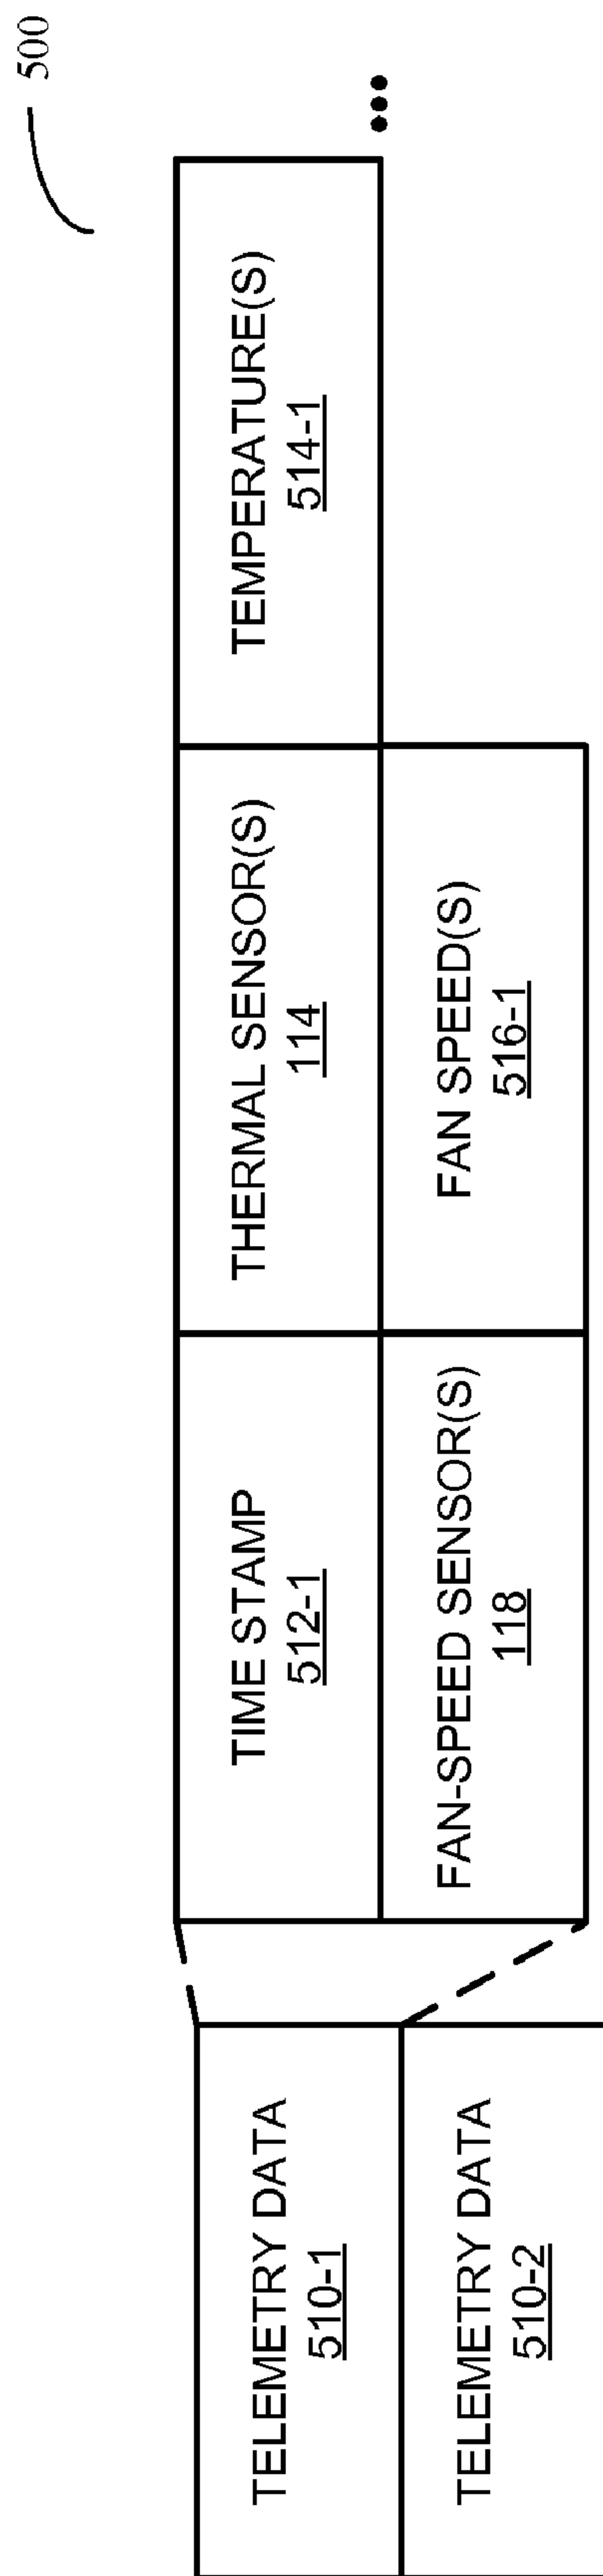 500
TELEMETRY DATA
510-1
TELEMETRY DATA
510-2
TIME STAMP
512-1
THERMAL SENSOR(S)
114
TEMPERATURE(S)
514-1
FAN-SPEED SENSOR(S)
118
FAN SPEED(S)
516-1